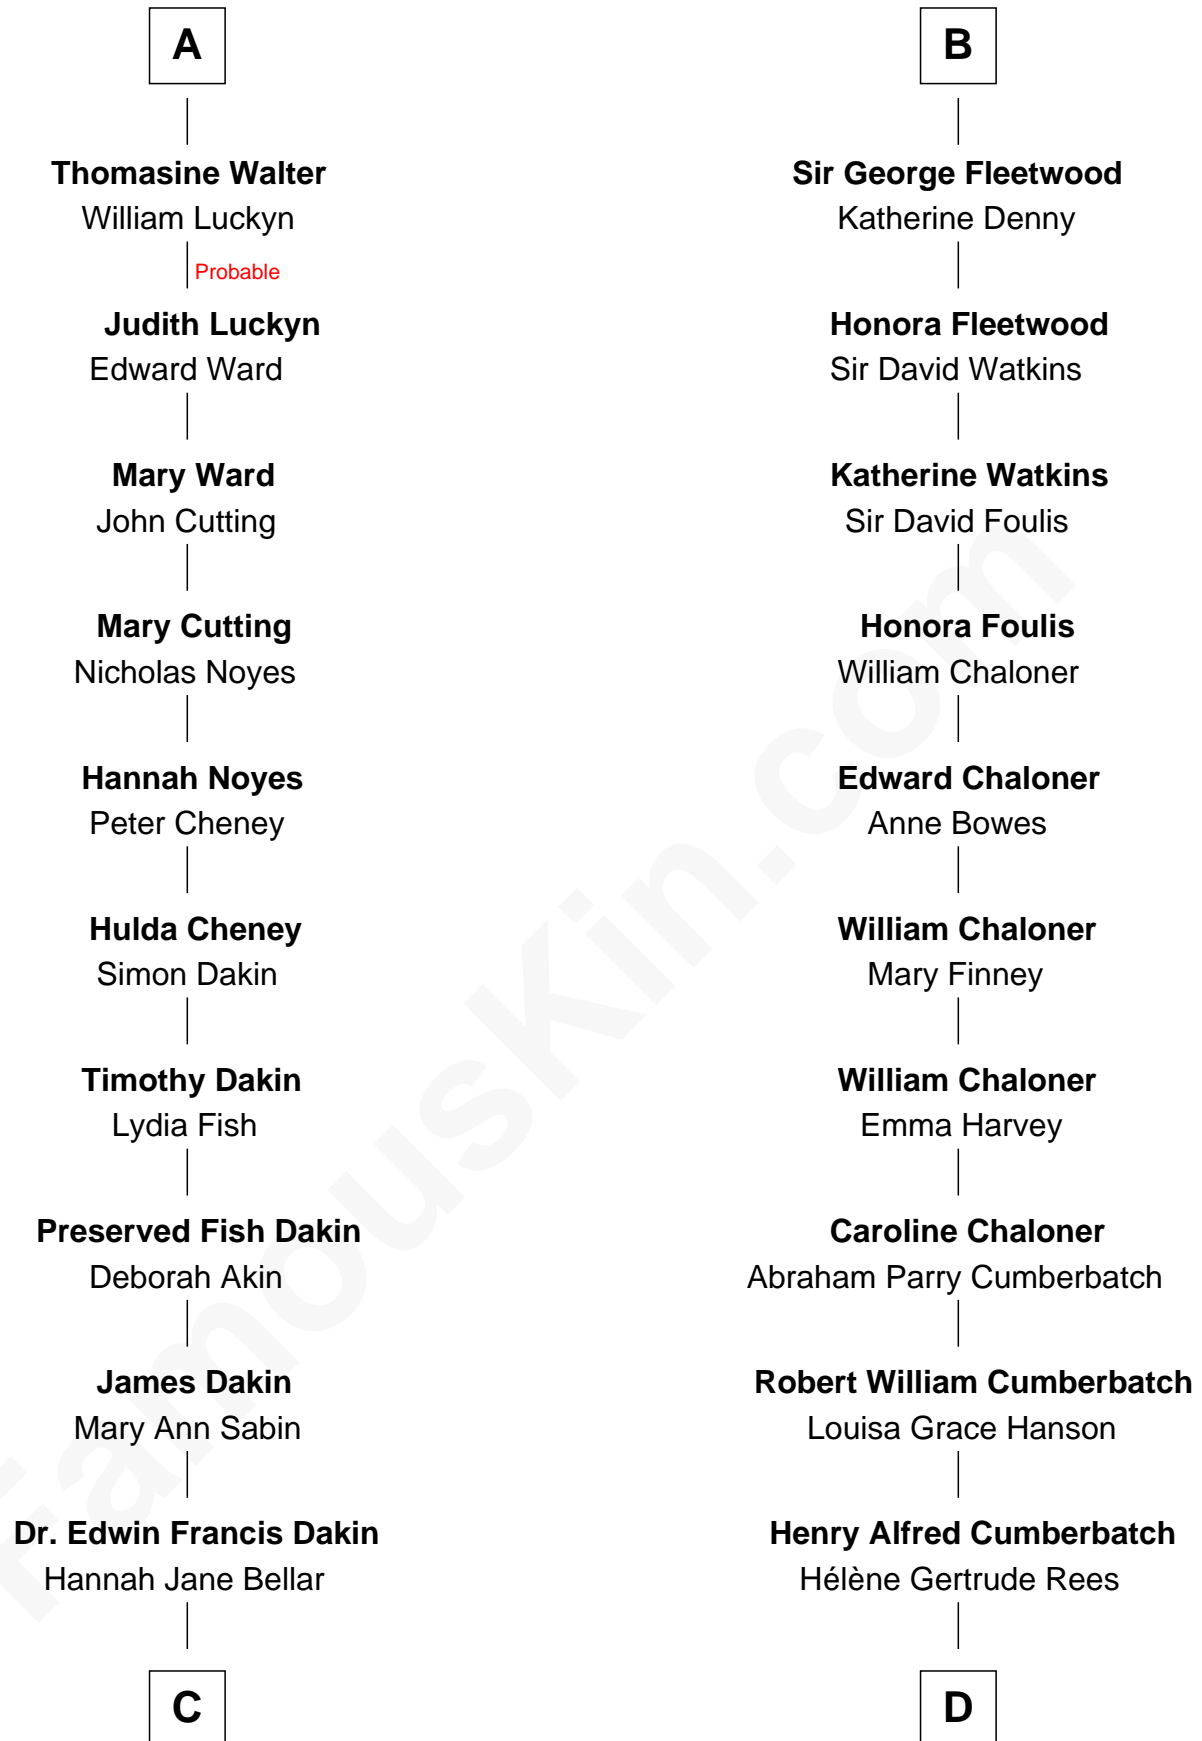 A
Thomasine Walter
William Luckyn
Probable
Judith Luckyn
Edward Ward
Mary Ward
John Cutting
Mary Cutting
Nicholas Noyes
Hannah Noyes
Peter Cheney
Hulda Cheney
Simon Dakin
Timothy Dakin
Lydia Fish
Preserved Fish Dakin
Deborah Akin
James Dakin
Mary Ann Sabin
Dr. Edwin Francis Dakin
Hannah Jane Bellar
C
B
Sir George Fleetwood
Katherine Denny
Honora Fleetwood
Sir David Watkins
Katherine Watkins
Sir David Foulis
Honora Foulis
William Chaloner
Edward Chaloner
Anne Bowes
William Chaloner
Mary Finney
William Chaloner
Emma Harvey
Caroline Chaloner
Abraham Parry Cumberbatch
Robert William Cumberbatch
Louisa Grace Hanson
Henry Alfred Cumberbatch
Hélène Gertrude Rees
D
FamousKin.com